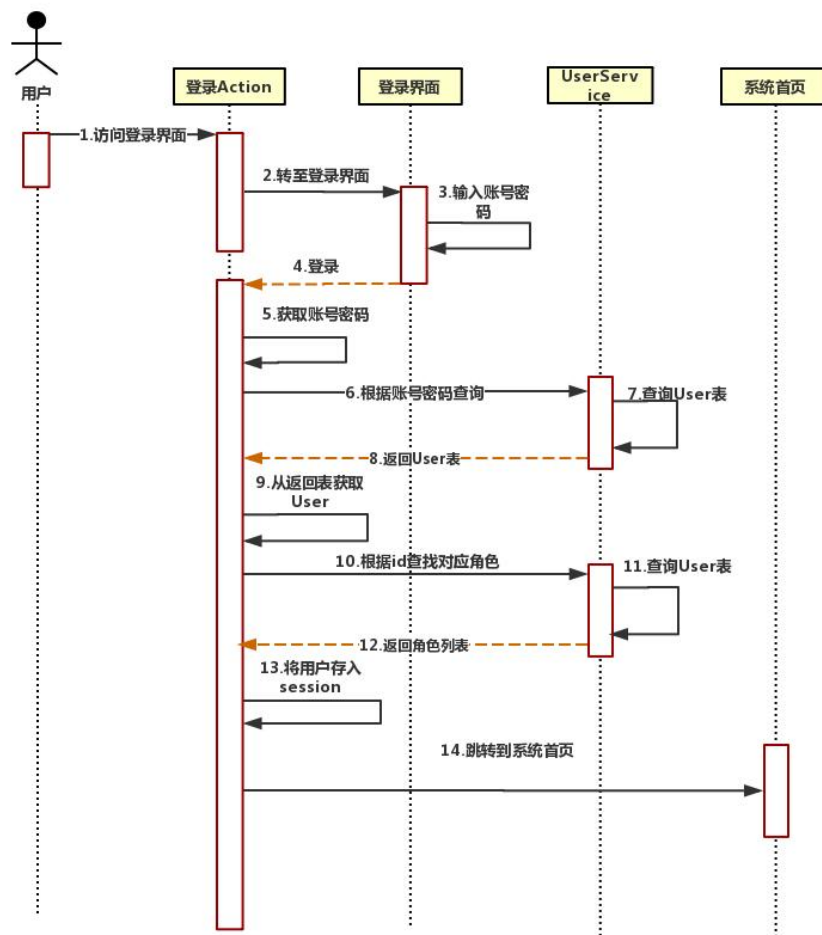 用户
登录Action
登录界面
UserServ
ice
系统首页
1.访问登录界面
2.转至登录界面
3.输入账号密
码
4.登录
5.获取账号密码
6.根据账号密码查询
7.查询User表
8.返回User表
9.从返回表获取
User
10.根据id查找对应角色
11.查询User表
12.返回角色列表
13.将用户存入
session
14.跳转到系统首页